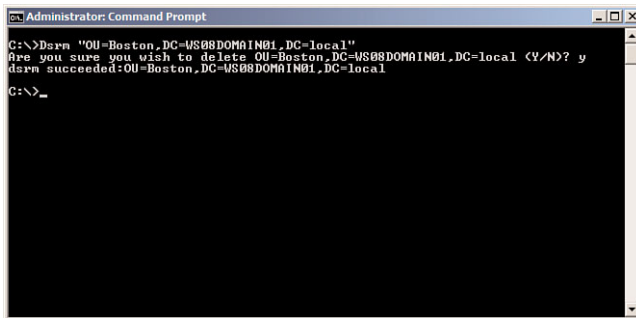 Administrator: Command Prompt
C:\>Dsrm "OU=Boston,DC=WS08DOMAIN01,DC=local"
Are you sure you wish to delete OU=Boston,DC=WS08DOMAIN01,DC=local (Y/N)? y
dsrm succeeded:OU=Boston,DC=WS08DOMAIN01,DC=local
C:\>_